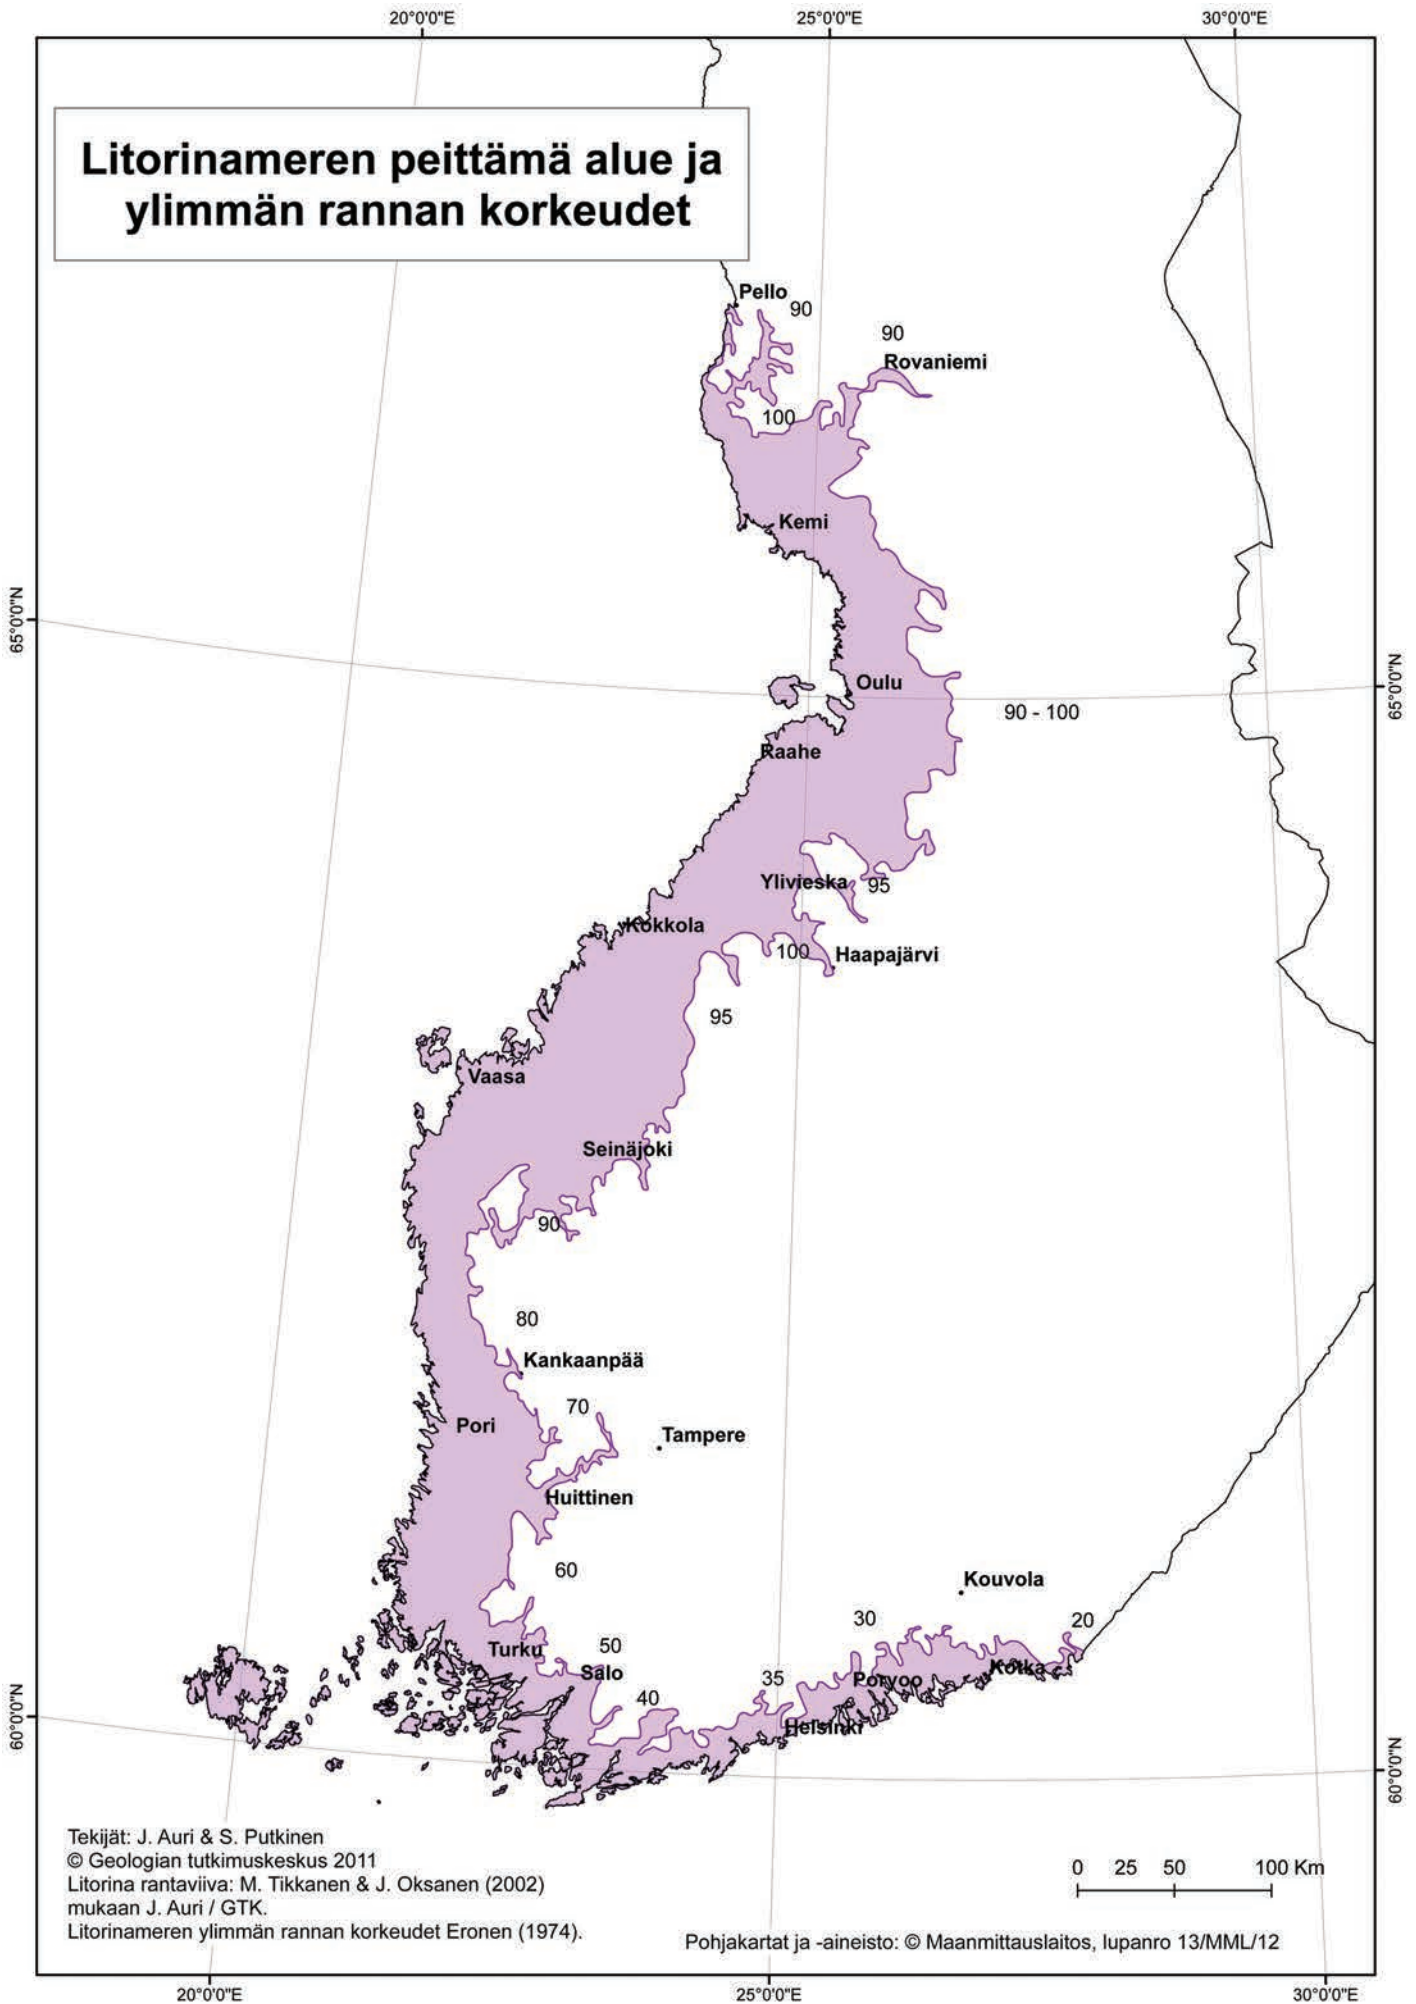 20°0'0"E 25°0'0"E 30°0'0"E
Litorinameren peittämä alue ja
ylimmän rannan korkeudet
Pello
90
90
Rovaniemi
100
Kemi
65°0'0"N
65°0'0"N
Oulu
90 - 100
Raahe
Ylivieska
95
Kokkola
100
Haapajärvi
95
Vaasa
Seinäjoki
90
80
Kankaanpää
70
Pori
Tampere
Huittinen
60
Kouvola
30
20
Turku
50
Salo
Kotka
35
Porvoo
40
Helsinki
60°0'0"N
60°0'0"N
Tekijät: J. Auri & S. Putkinen
© Geologian tutkimuskeskus 2011
Litorina rantaviiva: M. Tikkanen & J. Oksanen (2002)
mukaan J. Auri / GTK.
Litorinameren ylimmän rannan korkeudet Eronen (1974).
0 25 50 100 Km
Pohjakartat ja -aineisto: © Maanmittauslaitos, lupanro 13/MML/12
20°0'0"E 25°0'0"E 30°0'0"E